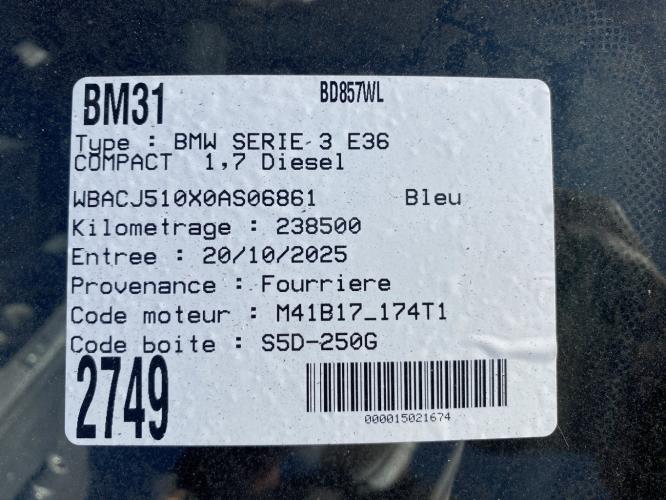 BM31 BD857WL
Type : BMW SERIE 3 E36
COMPACT 1,7 Diesel
WBACJ510X0AS06861 Bleu
Kilometrage : 238500
Entree : 20/10/2025
Provenance : Fourriere
Code moteur : M41B17_174T1
Code boite : S5D-250G
2749
000015021674